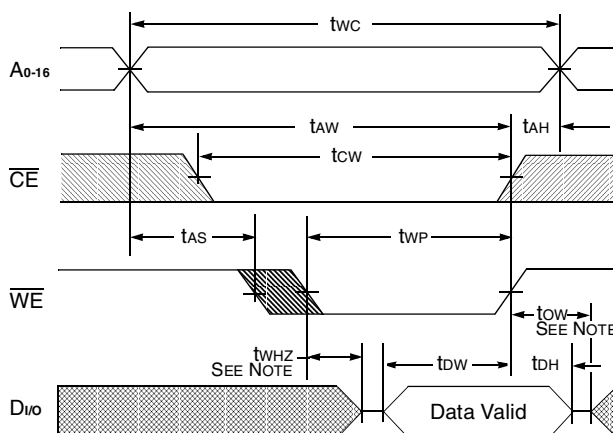 tWC
A0-16
tAW
tAH
tCW
CE
tAS
tWP
WE
tOW
SEE NOTE
tWHZ
SEE NOTE
tDW
tDH
DI/O
Data Valid